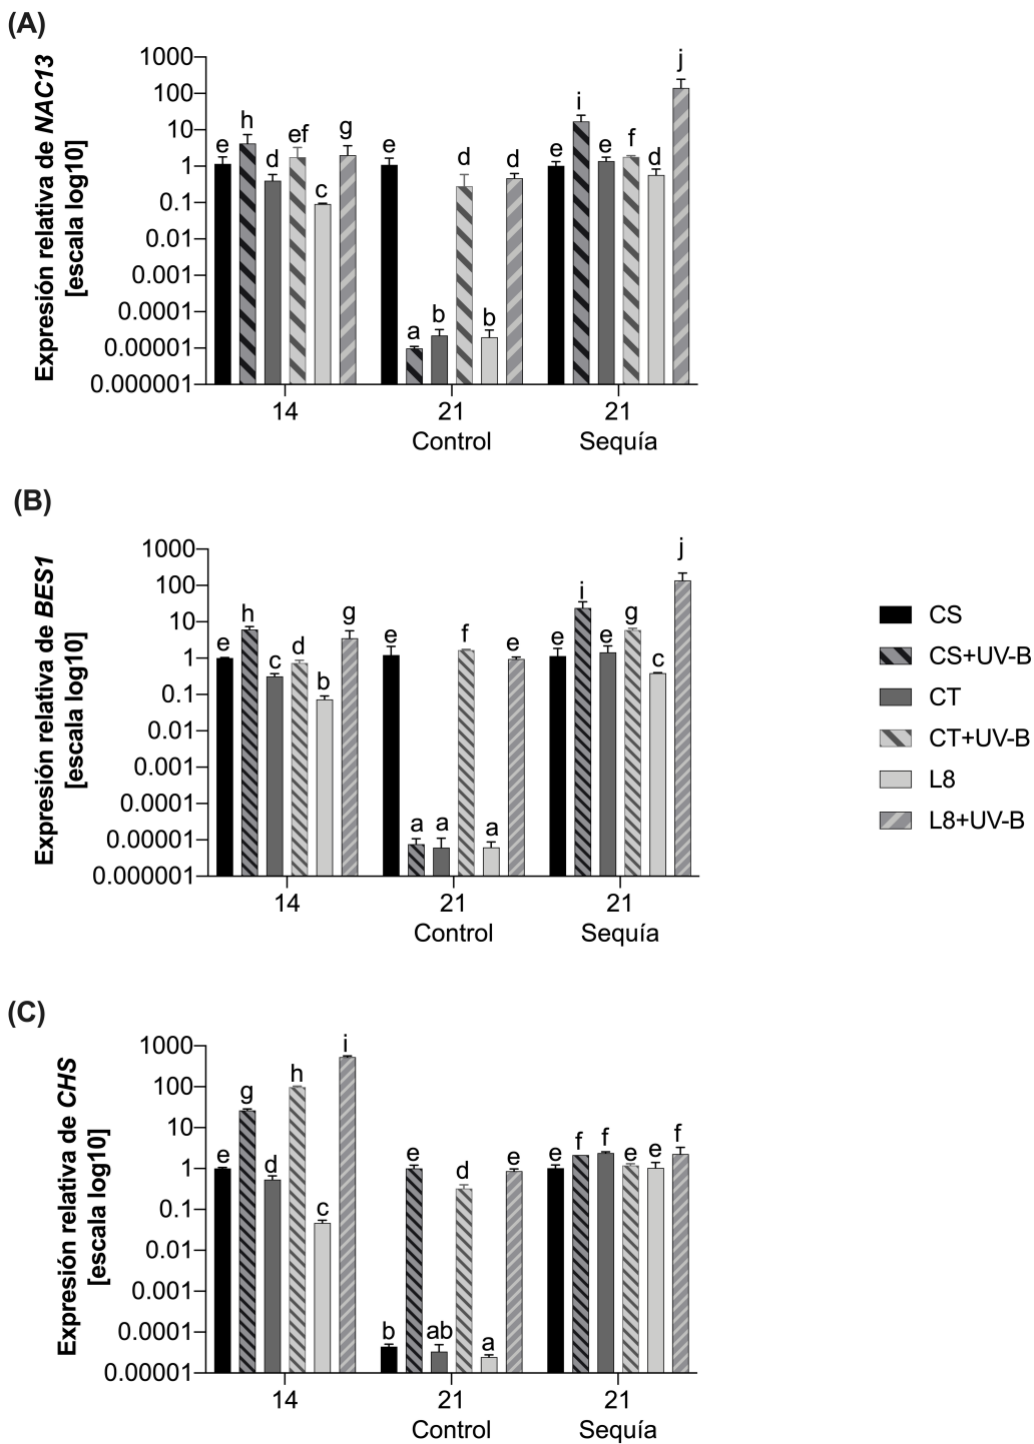 (A)
Expresión relativa de NAC13
[escala log10]
1000
100
10
1
0.1
0.01
0.001
0.0001
0.00001
0.000001
e h d ef c g
e a b d b d
e i e f d j
14
21
Control
21
Sequía
(B)
Expresión relativa de BES1
[escala log10]
1000
100
10
1
0.1
0.01
0.001
0.0001
0.00001
0.000001
e h c d b g
e a a f a e
e i e g c j
14
21
Control
21
Sequía
CS
CS+UV-B
CT
CT+UV-B
L8
L8+UV-B
(C)
Expresión relativa de CHS
[escala log10]
1000
100
10
1
0.1
0.01
0.001
0.0001
0.00001
e g d h c i
b e ab d a e
e f f e e f
14
21
Control
21
Sequía